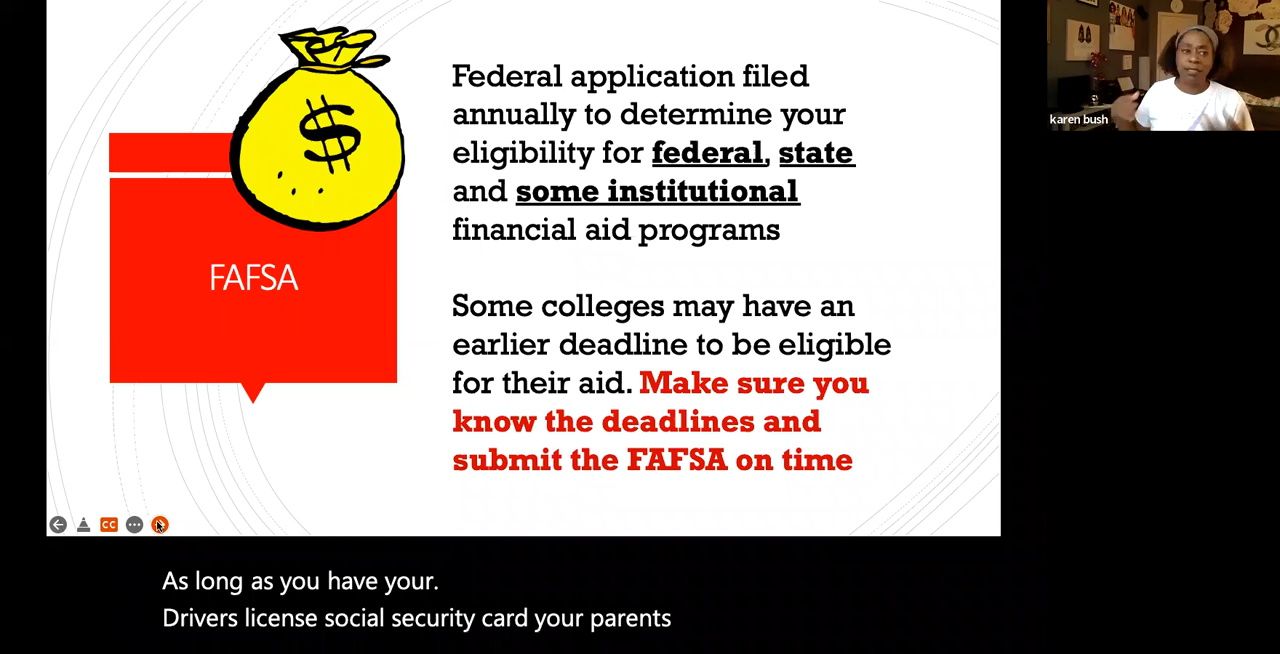 FAFSA
$
Federal application filed
annually to determine your
eligibility for federal, state
and some institutional
financial aid programs
Some colleges may have an
earlier deadline to be eligible
for their aid. Make sure you
know the deadlines and
submit the FAFSA on time
karen bush
CC
As long as you have your.
Drivers license social security card your parents